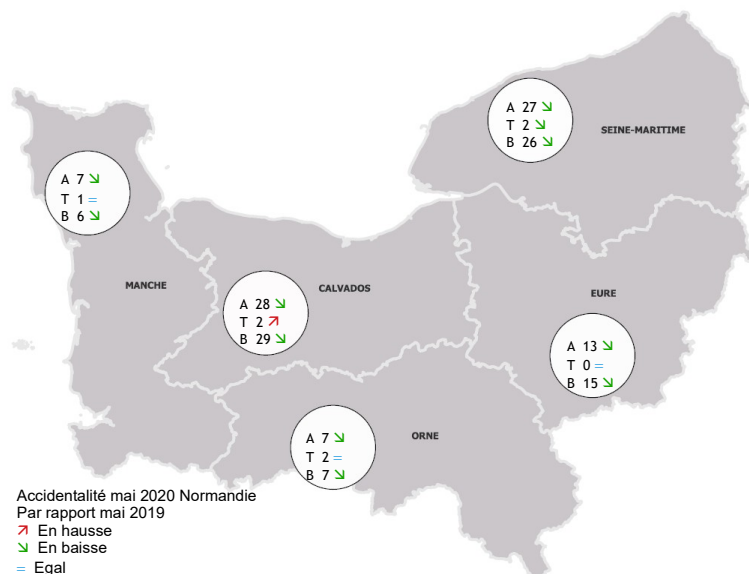 A 27 ↘
T 2 ↘
B 26 ↘
SEINE-MARITIME
A 7 ↘
T 1 =
B 6 ↘
MANCHE
CALVADOS
A 28 ↘
T 2 ↗
B 29 ↘
EURE
A 13 ↘
T 0 =
B 15 ↘
A 7 ↘
T 2 =
B 7 ↘
ORNE
Accidentalité mai 2020 Normandie
Par rapport mai 2019
↗ En hausse
↘ En baisse
= Egal